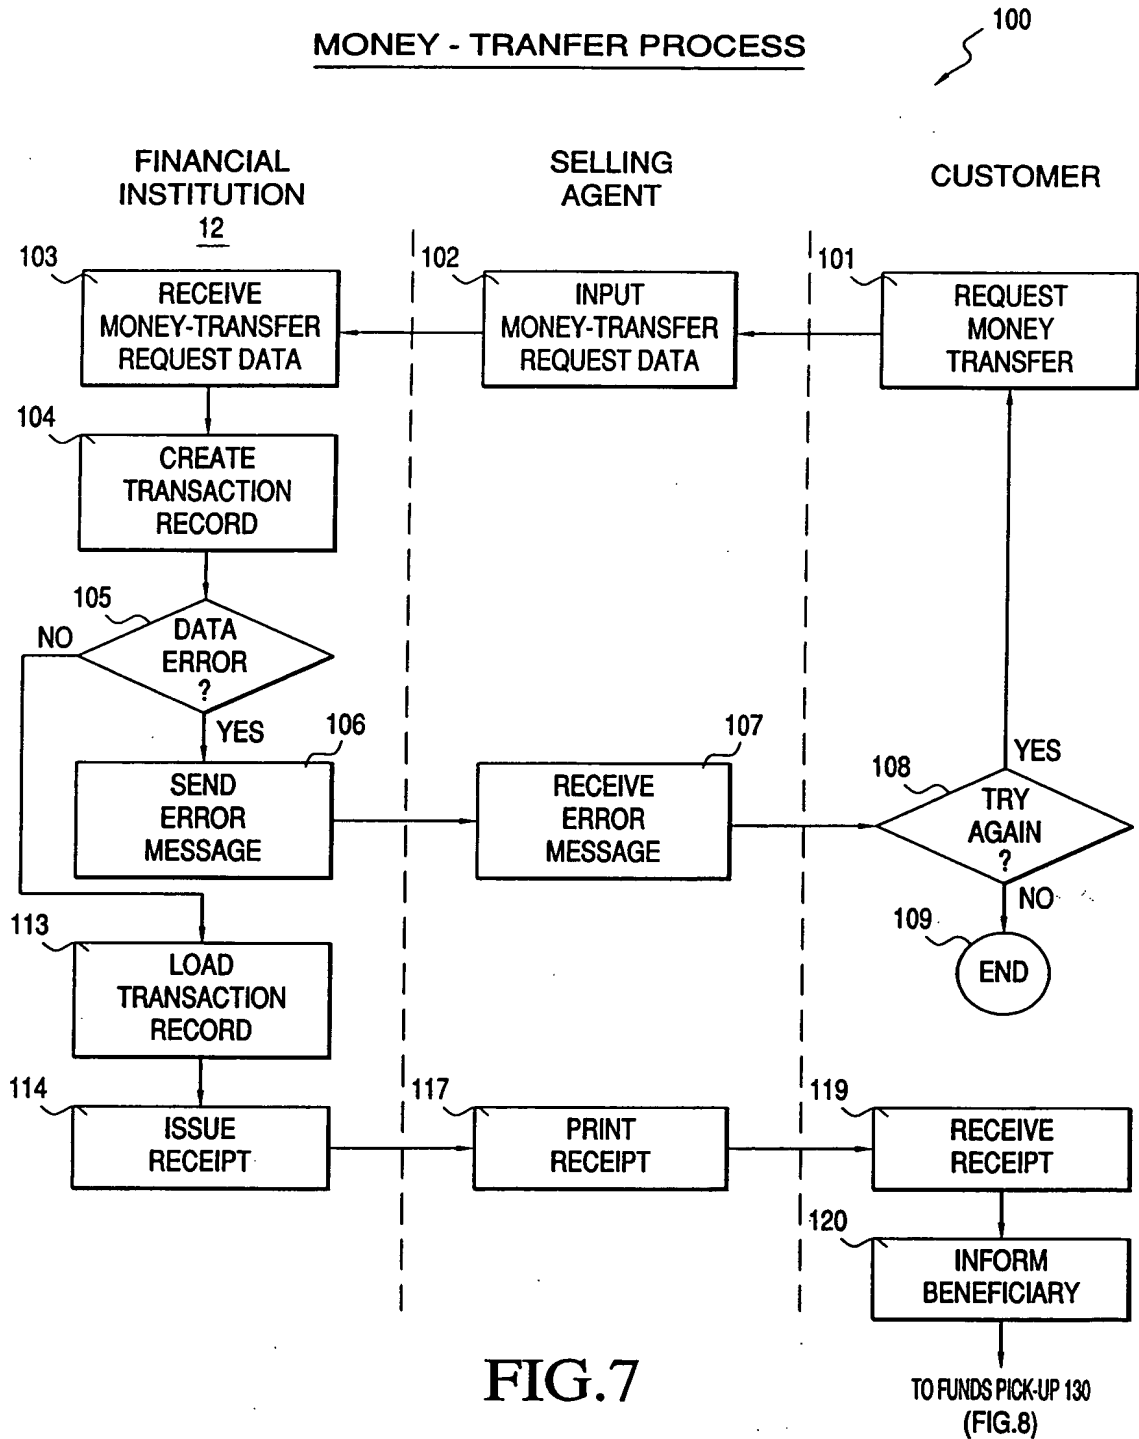 MONEY - TRANFER PROCESS
100
FINANCIAL
INSTITUTION
12
SELLING
AGENT
CUSTOMER
103
RECEIVE
MONEY-TRANSFER
REQUEST DATA
102
INPUT
MONEY-TRANSFER
REQUEST DATA
101
REQUEST
MONEY
TRANSFER
104
CREATE
TRANSACTION
RECORD
105
DATA
ERROR
?
NO
YES
106
SEND
ERROR
MESSAGE
107
RECEIVE
ERROR
MESSAGE
108
TRY
AGAIN
?
YES
NO
109
END
113
LOAD
TRANSACTION
RECORD
114
ISSUE
RECEIPT
117
PRINT
RECEIPT
119
RECEIVE
RECEIPT
120
INFORM
BENEFICIARY
TO FUNDS PICK-UP 130
(FIG.8)
FIG.7